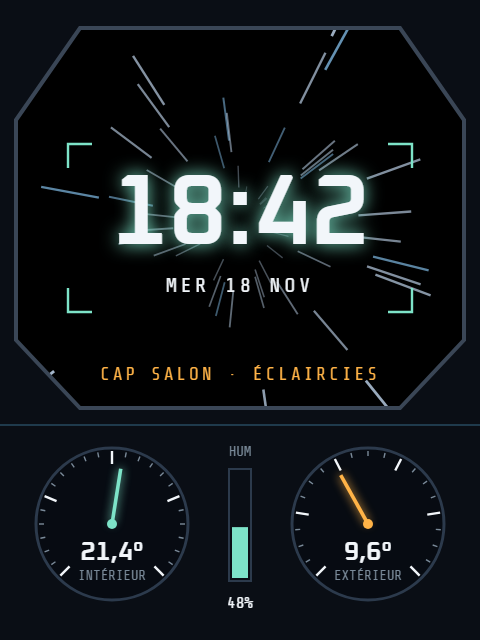 18:42
MER 18 NOV
CAP SALON · ÉCLAIRCIES
HUM
21,4°
INTÉRIEUR
9,6°
EXTÉRIEUR
48%